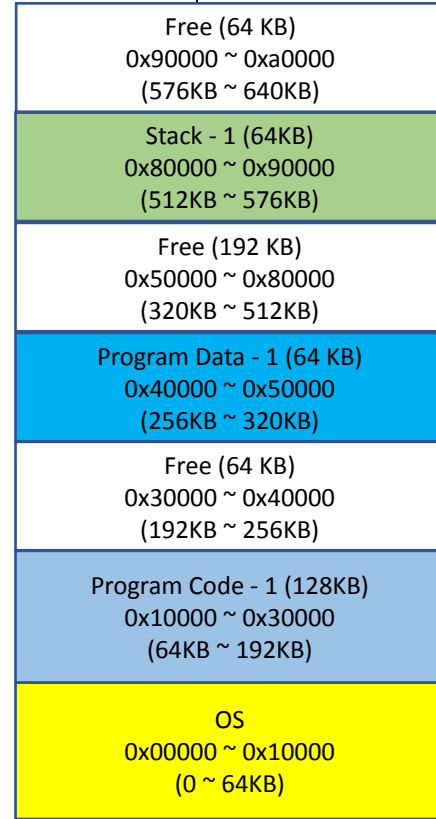 Free (64 KB)
0x90000 ~ 0xa0000
(576KB ~ 640KB)
Stack - 1 (64KB)
0x80000 ~ 0x90000
(512KB ~ 576KB)
Free (192 KB)
0x50000 ~ 0x80000
(320KB ~ 512KB)
Program Data - 1 (64 KB)
0x40000 ~ 0x50000
(256KB ~ 320KB)
Free (64 KB)
0x30000 ~ 0x40000
(192KB ~ 256KB)
Program Code - 1 (128KB)
0x10000 ~ 0x30000
(64KB ~ 192KB)
OS
0x00000 ~ 0x10000
(0 ~ 64KB)